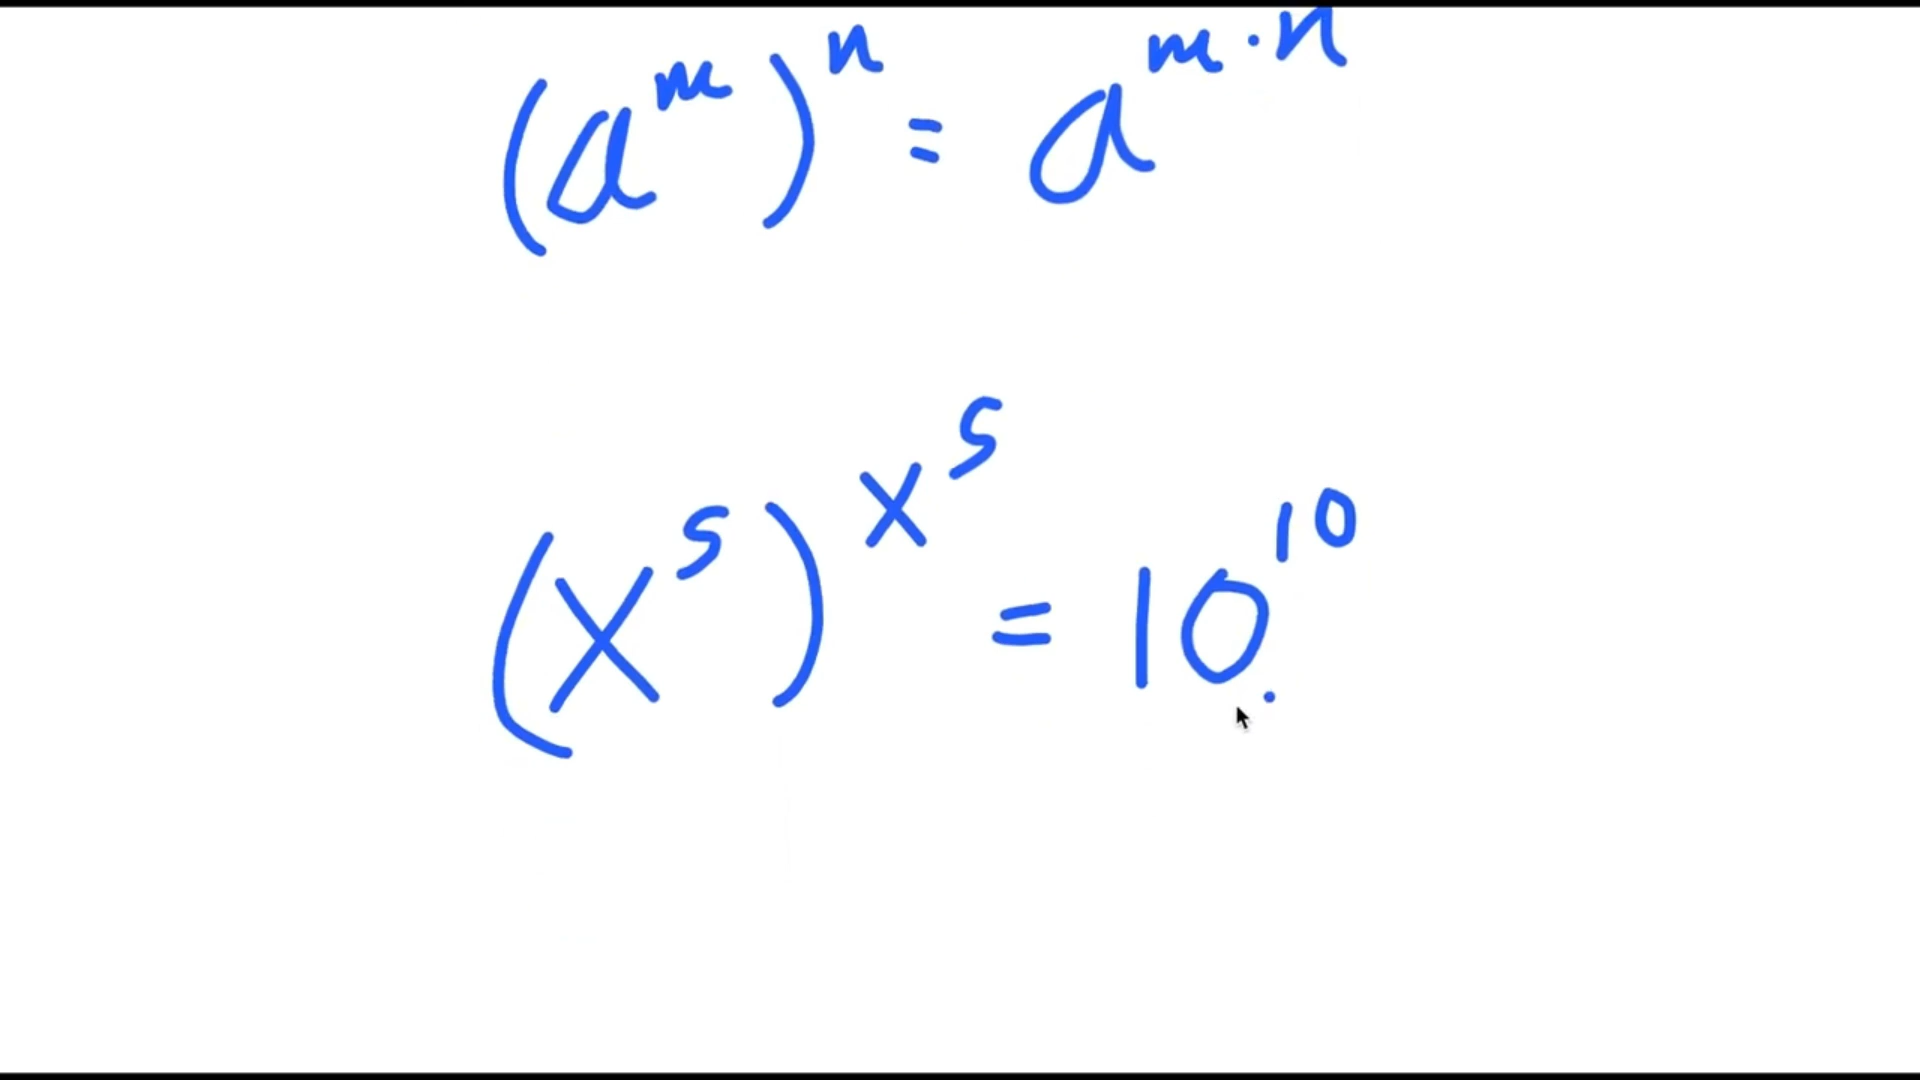 (a^m)^n = a^{m·n}
(x^5)^{x^5} = 10^{10}.